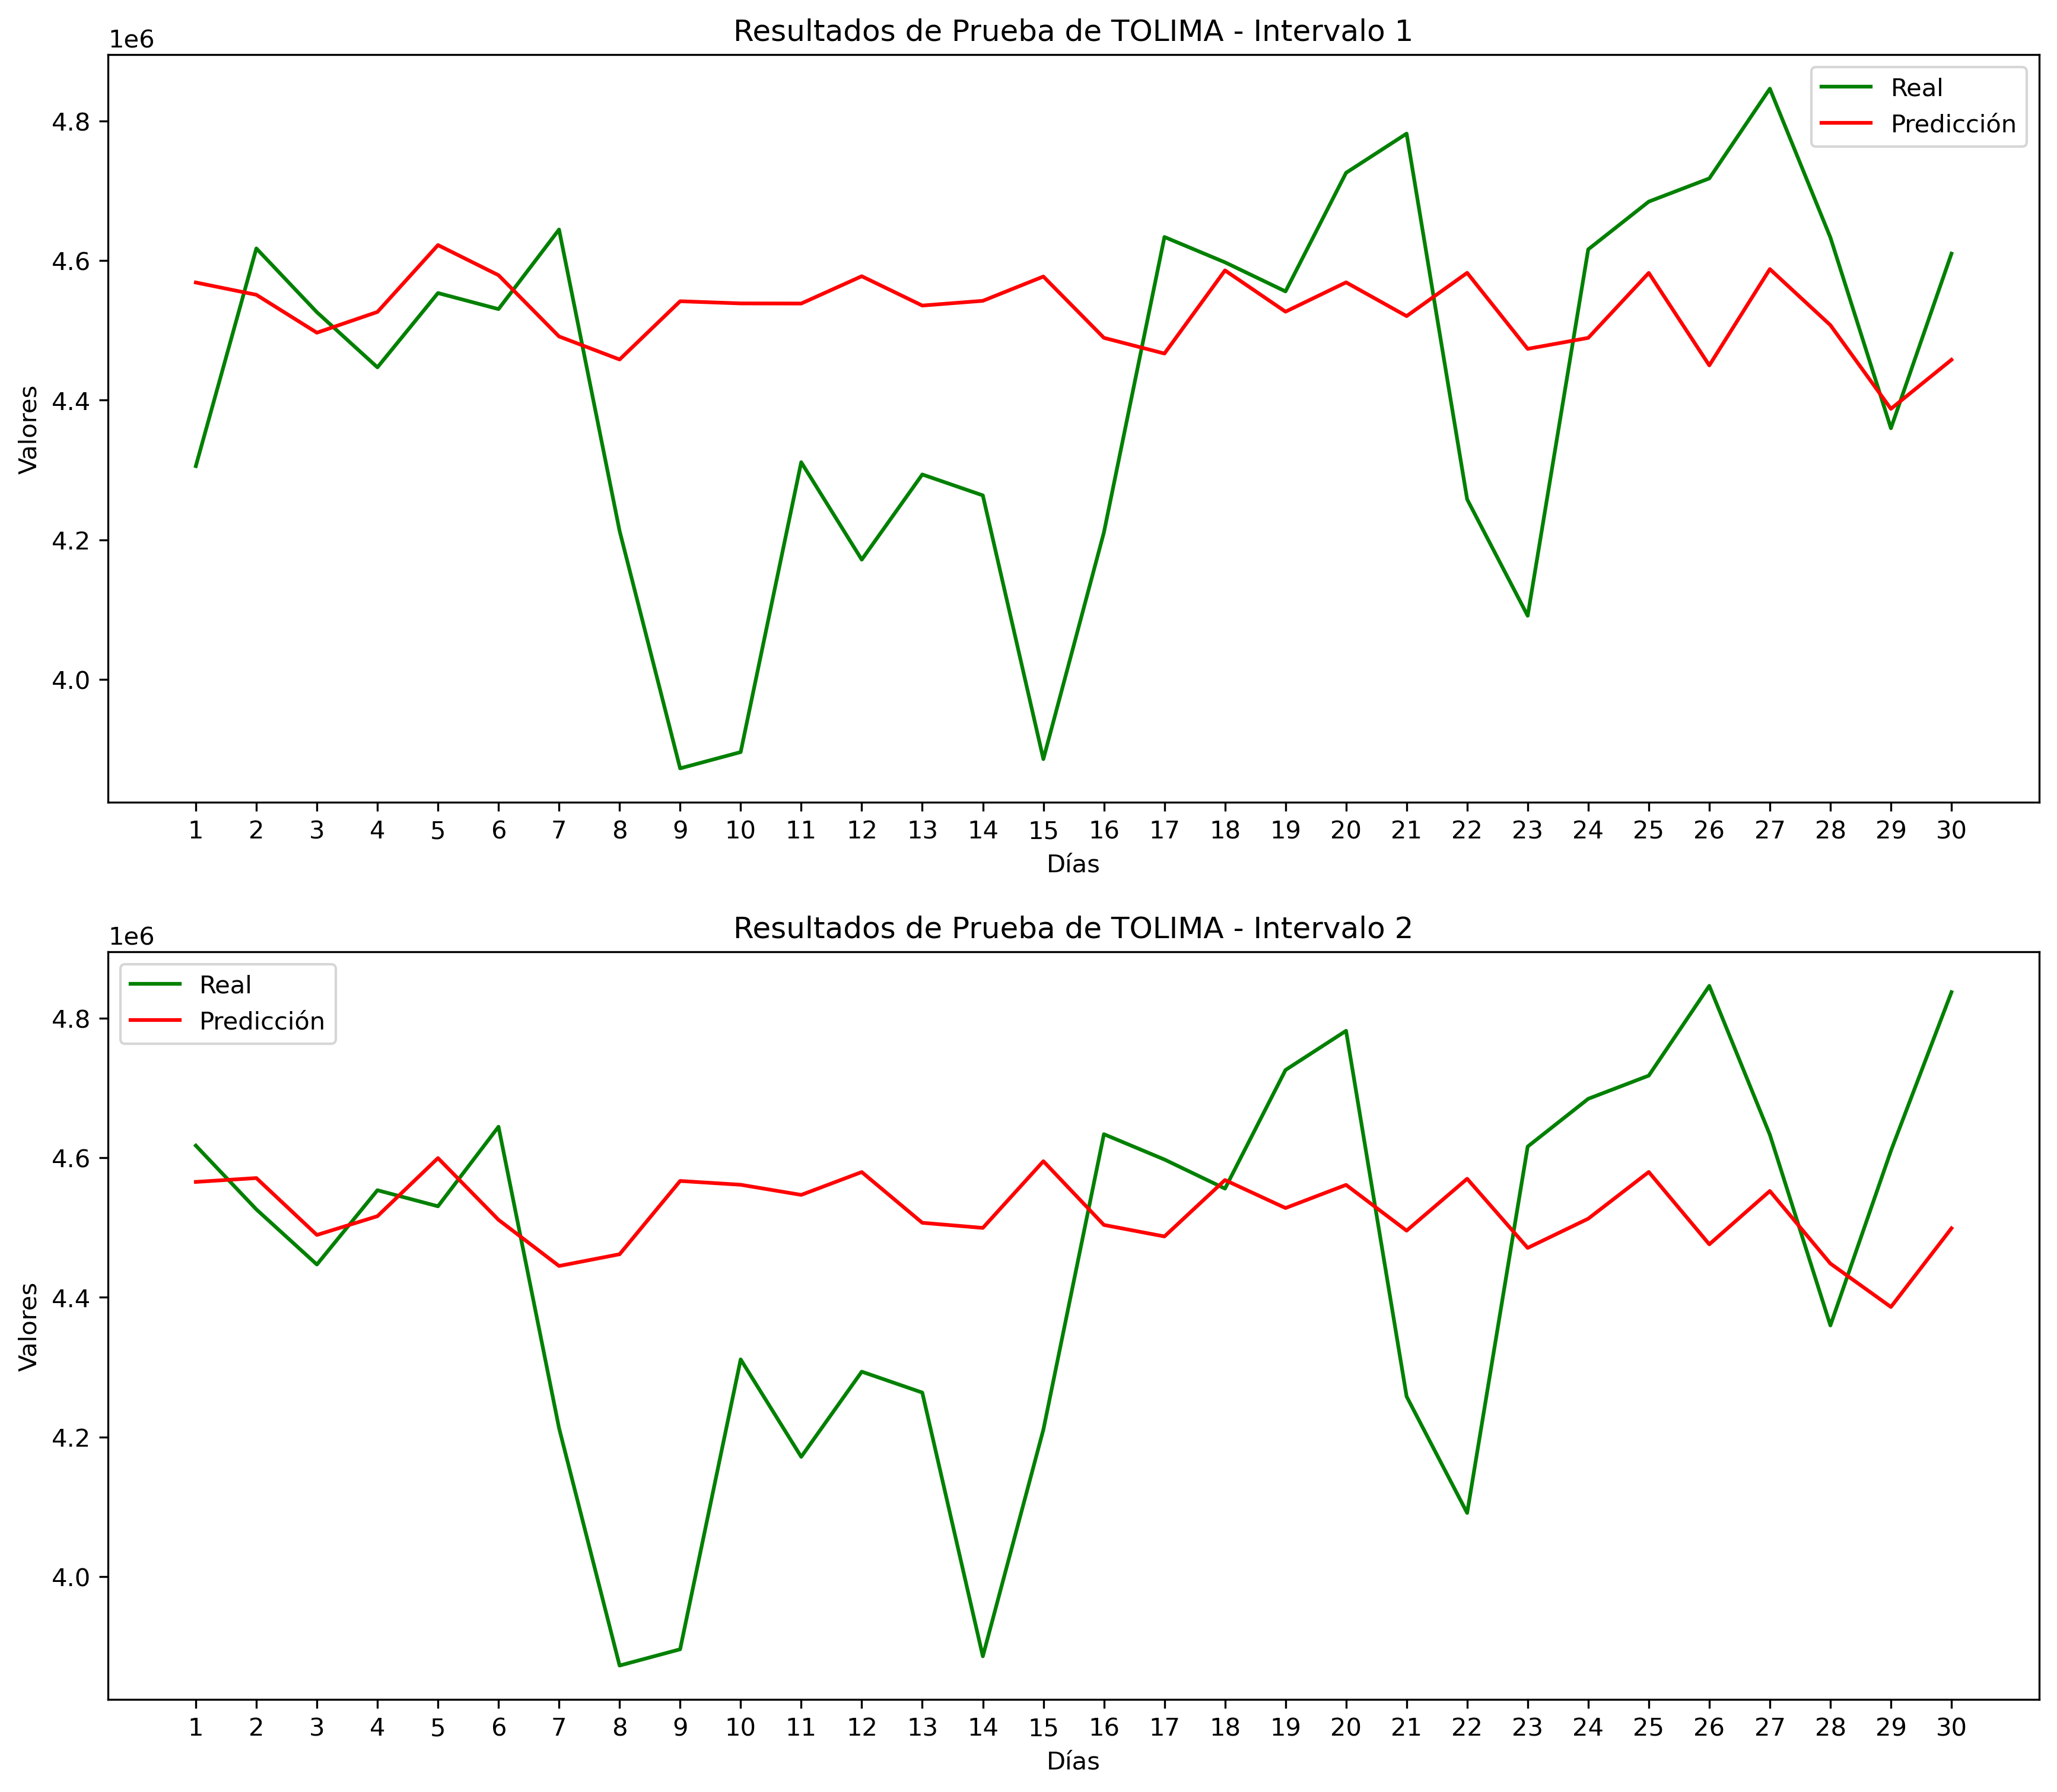 Resultados de Prueba de TOLIMA - Intervalo 1
1e6
Real
Predicción
4.8
4.6
4.4
4.2
4.0
Valores
1 2 3 4 5 6 7 8 9 10 11 12 13 14 15 16 17 18 19 20 21 22 23 24 25 26 27 28 29 30
Días
Resultados de Prueba de TOLIMA - Intervalo 2
1e6
Real
Predicción
4.8
4.6
4.4
4.2
4.0
Valores
1 2 3 4 5 6 7 8 9 10 11 12 13 14 15 16 17 18 19 20 21 22 23 24 25 26 27 28 29 30
Días